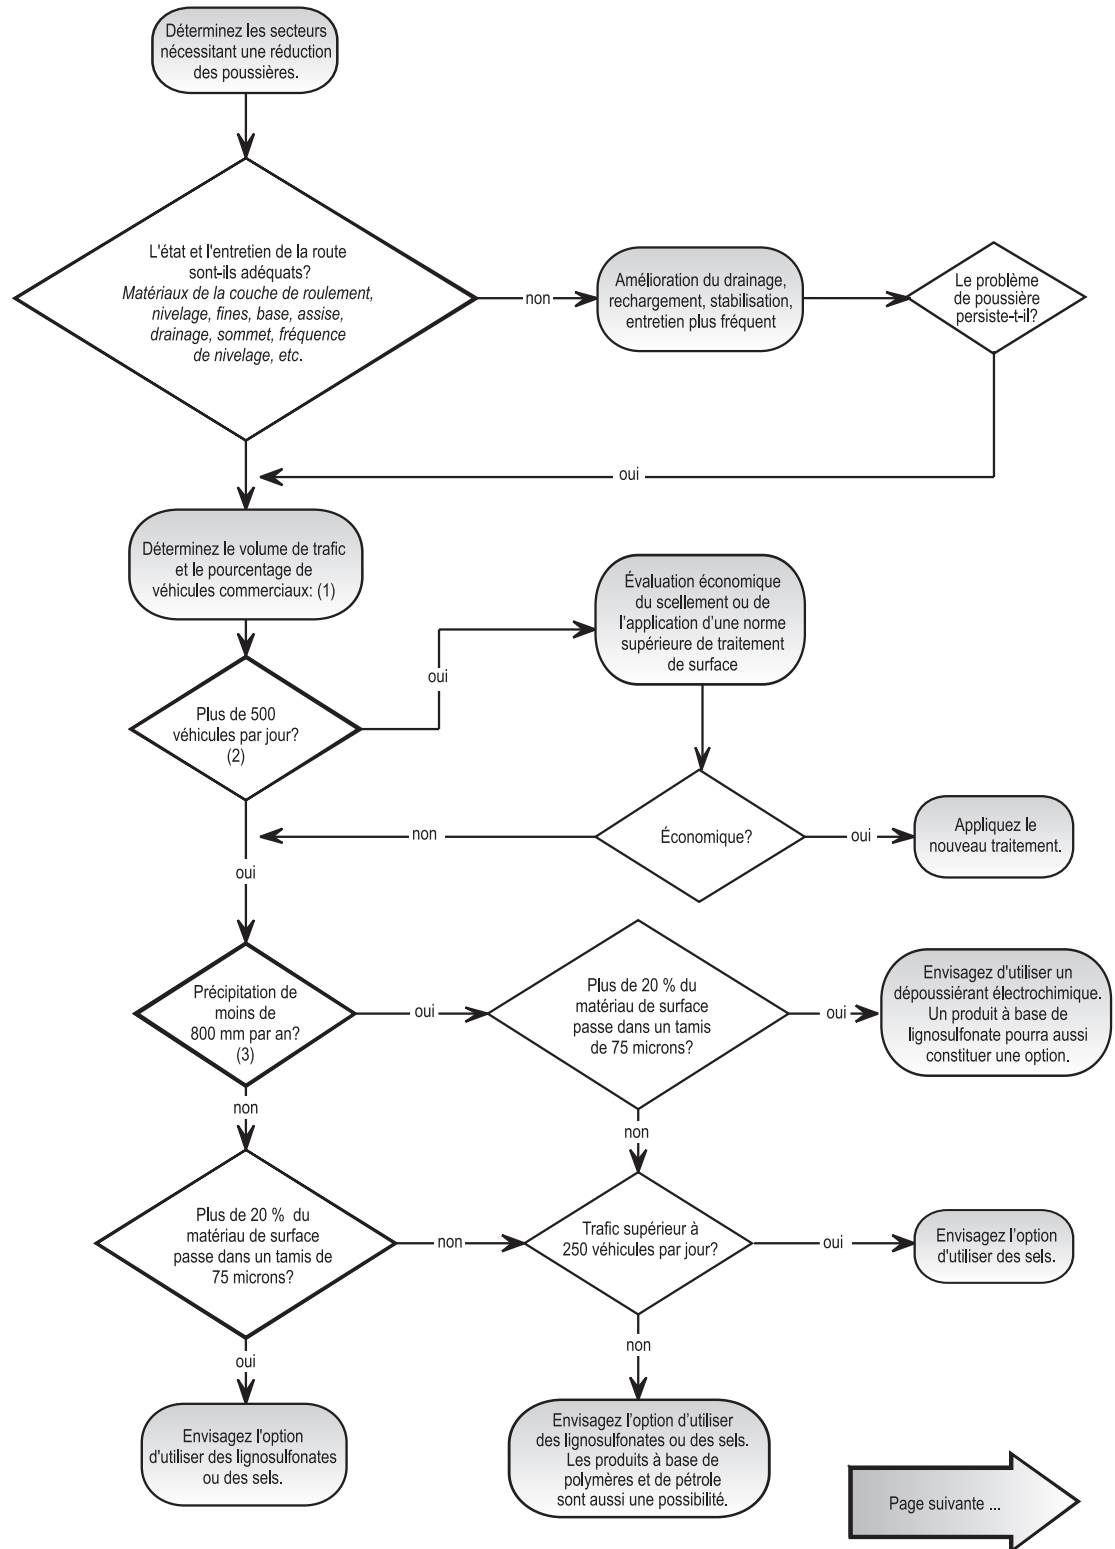 Déterminez les secteurs
nécessitant une réduction
des poussières.
L'état et l'entretien de la route
sont-ils adéquats?
Matériaux de la couche de roulement,
nivelage, fines, base, assise,
drainage, sommet, fréquence
de nivelage, etc.
non
Amélioration du drainage,
rechargement, stabilisation,
entretien plus fréquent
Le problème
de poussière
persiste-t-il?
oui
Déterminez le volume de trafic
et le pourcentage de
véhicules commerciaux: (1)
Évaluation économique
du scellement ou de
l'application d'une norme
supérieure de traitement
de surface
oui
Plus de 500
véhicules par jour?
(2)
non
Économique?
oui
Appliquez le
nouveau traitement.
oui
Précipitation de
moins de
800 mm par an?
(3)
oui
Plus de 20 % du
matériau de surface
passe dans un tamis
de 75 microns?
oui
Envisagez d'utiliser un
dépoussiérant électrochimique.
Un produit à base de
lignosulfonate pourra aussi
constituer une option.
non
non
Plus de 20 % du
matériau de surface
passe dans un tamis de
75 microns?
non
Trafic supérieur à
250 véhicules par jour?
oui
Envisagez l'option
d'utiliser des sels.
oui
non
Envisagez l'option
d'utiliser des lignosulfonates
ou des sels.
Envisagez l'option d'utiliser
des lignosulfonates ou des sels.
Les produits à base de
polymères et de pétrole
sont aussi une possibilité.
Page suivante ...